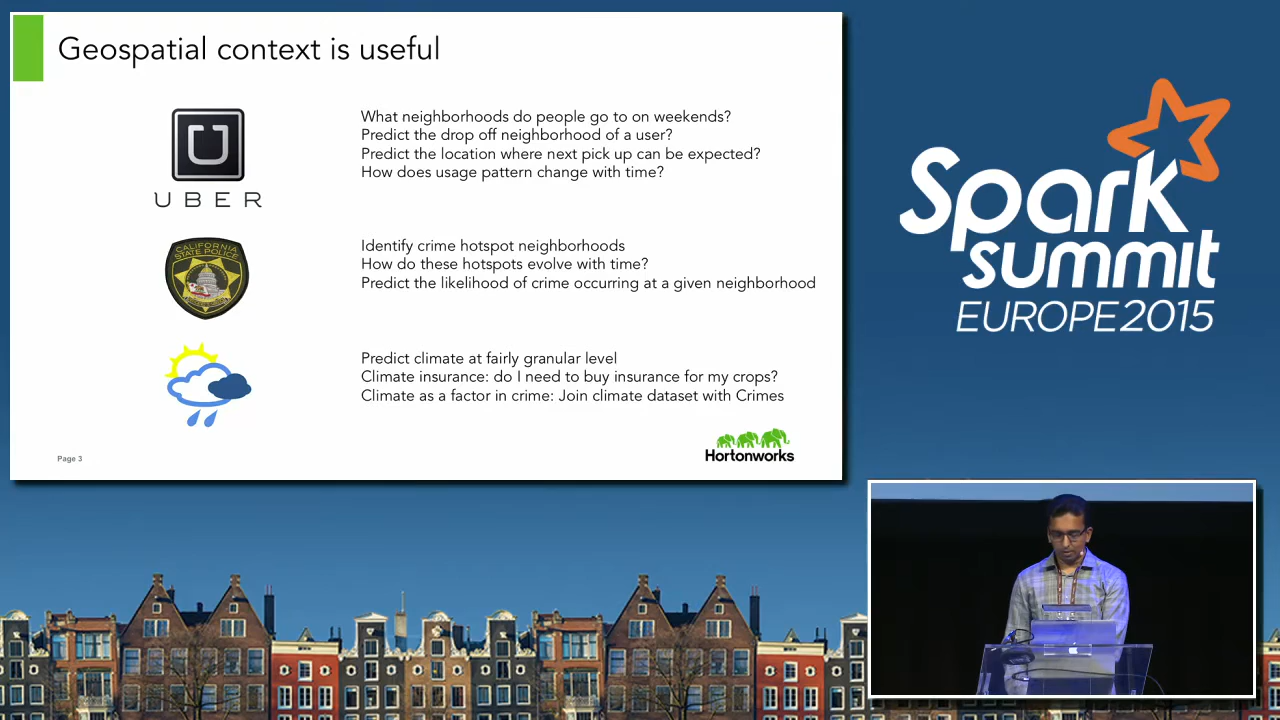 Geospatial context is useful
UBER
What neighborhoods do people go to on weekends?
Predict the drop off neighborhood of a user?
Predict the location where next pick up can be expected?
How does usage pattern change with time?
CALIFORNIA
STATE POLICE
Identify crime hotspot neighborhoods
How do these hotspots evolve with time?
Predict the likelihood of crime occurring at a given neighborhood
Predict climate at fairly granular level
Climate insurance: do I need to buy insurance for my crops?
Climate as a factor in crime: Join climate dataset with Crimes
Page 3
Hortonworks
Spark
summit
EUROPE 2015